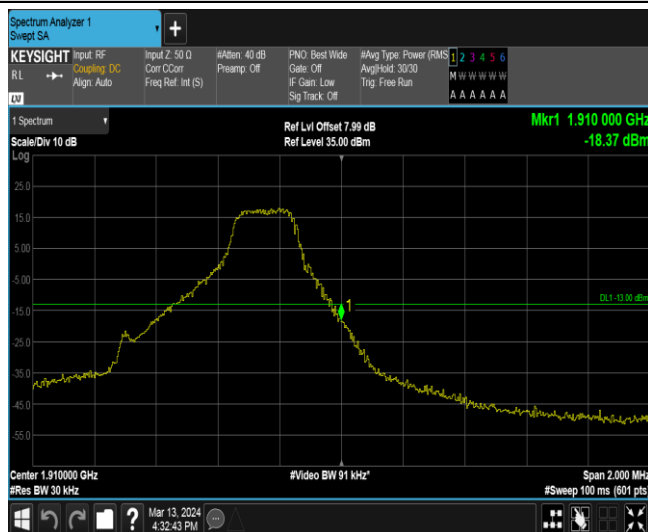 Spectrum Analyzer 1
Swept SA
+
KEYSIGHT
RL
LXI
Input: RF
Coupling: DC
Align: Auto
Input Z: 50 Ω
Corr CCorr
Freq Ref: Int (S)
#Atten: 40 dB
Preamp: Off
PNO: Best Wide
Gate: Off
IF Gain: Low
Sig Track: Off
#Avg Type: Power (RMS
Avg|Hold: 30/30
Trig: Free Run
1 2 3 4 5 6
M W W W W W
A A A A A A
1 Spectrum
Scale/Div 10 dB
Ref Lvl Offset 7.99 dB
Ref Level 35.00 dBm
Mkr1 1.910 000 GHz
-18.37 dBm
Log
25.0
15.0
5.00
-5.00
-15.0
-25.0
-35.0
-45.0
-55.0
DL1 -13.00 dBm
1
Center 1.910000 GHz
#Res BW 30 kHz
#Video BW 91 kHz*
Span 2.000 MHz
#Sweep 100 ms (601 pts)
?
Mar 13, 2024
4:32:43 PM